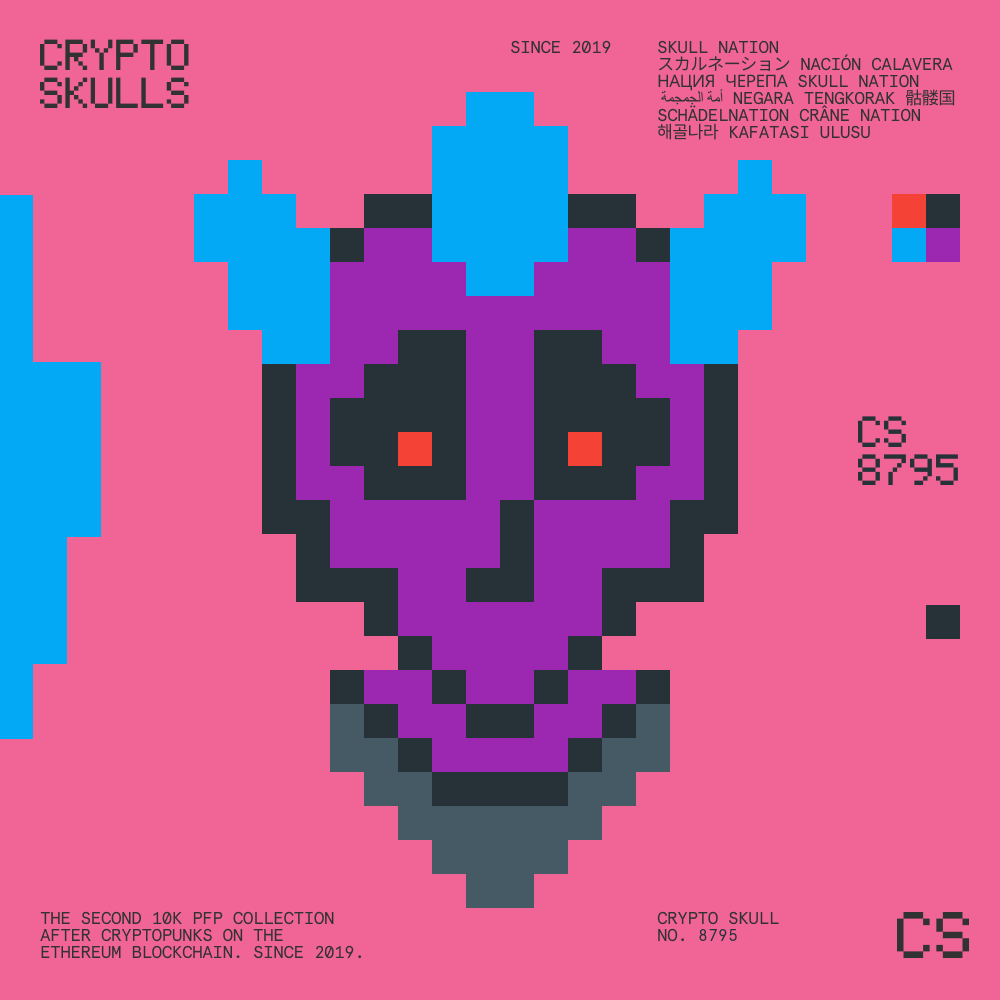 CRYPTO
SKULLS
SINCE 2019
SKULL NATION
スカルネーション NACIÓN CALAVERA
НАЦИЯ ЧЕРЕПА SKULL NATION
أمة الجمجمة NEGARA TENGKORAK 骷髅国
SCHÄDELNATION CRÂNE NATION
해골나라 KAFATASI ULUSU
CS
8795
THE SECOND 10K PFP COLLECTION
AFTER CRYPTOPUNKS ON THE
ETHEREUM BLOCKCHAIN. SINCE 2019.
CRYPTO SKULL
NO. 8795
CS